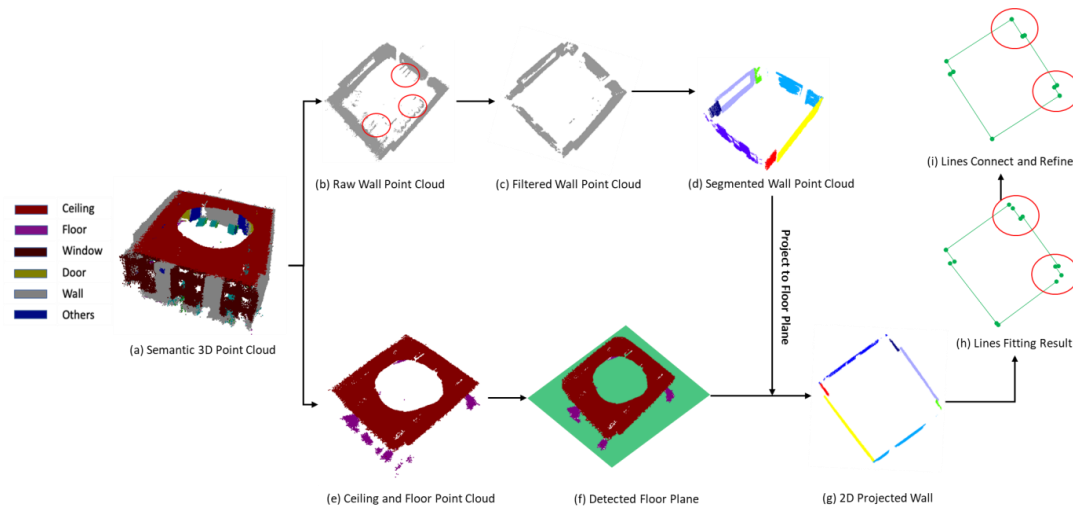 Ceiling
Floor
Window
Door
Wall
Others
(a) Semantic 3D Point Cloud
(b) Raw Wall Point Cloud
(c) Filtered Wall Point Cloud
(d) Segmented Wall Point Cloud
Project to Floor Plane
(e) Ceiling and Floor Point Cloud
(f) Detected Floor Plane
(g) 2D Projected Wall
(h) Lines Fitting Result
(i) Lines Connect and Refine